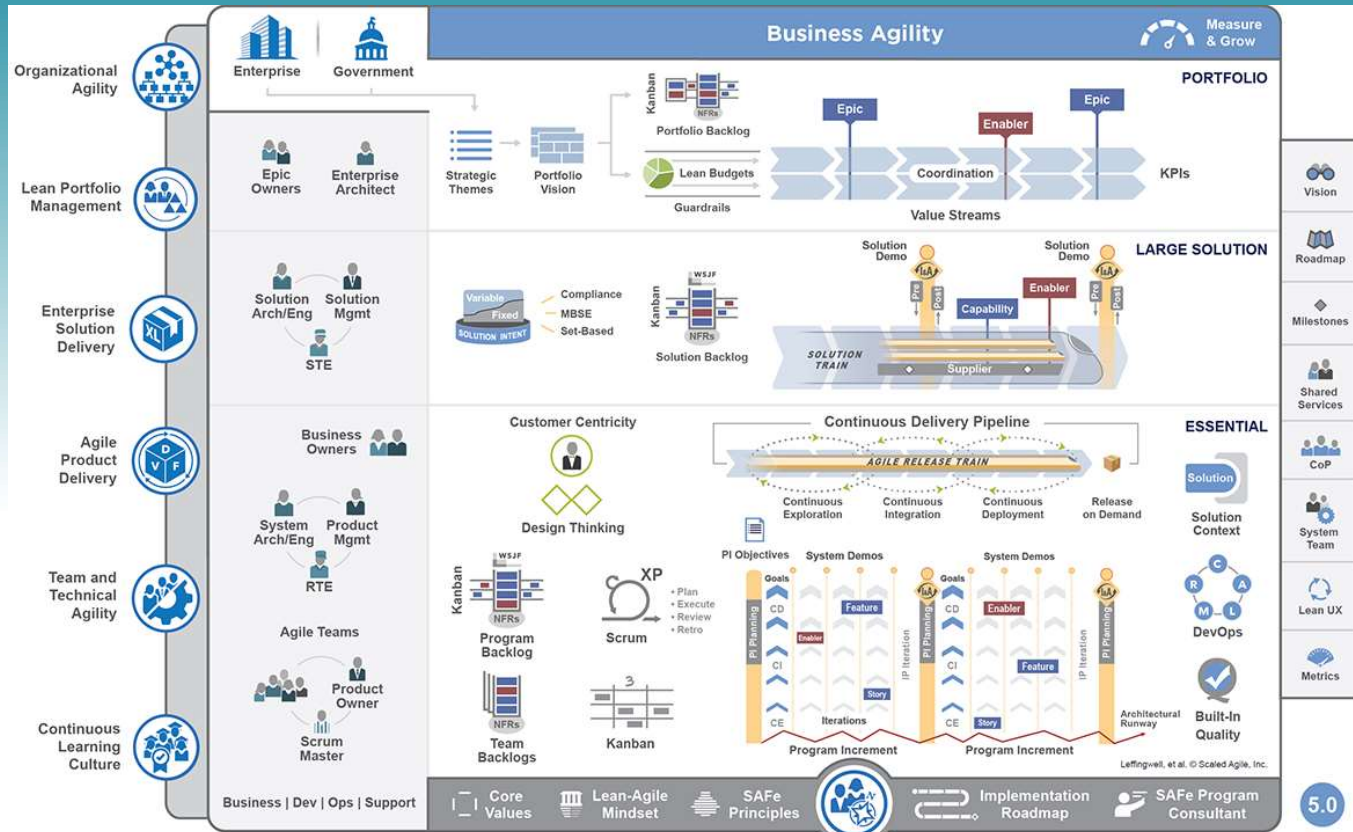 Business Agility
Measure
& Grow
Organizational
Agility
Lean Portfolio
Management
Enterprise
Solution
Delivery
Agile
Product
Delivery
Team and
Technical
Agility
Continuous
Learning
Culture
Enterprise
Government
Epic
Owners
Enterprise
Architect
PORTFOLIO
Strategic
Themes
Portfolio
Vision
Kanban
NFRs
Portfolio Backlog
Lean Budgets
Guardrails
Epic
Enabler
Epic
Coordination
KPIs
Value Streams
LARGE SOLUTION
Solution
Arch/Eng
Solution
Mgmt
STE
Variable
Fixed
SOLUTION INTENT
Compliance
MBSE
Set-Based
Kanban
WSJF
NFRs
Solution Backlog
Solution
Demo
I&A
Pre
Post
Capability
Enabler
Solution
Demo
I&A
Pre
Post
SOLUTION
TRAIN
Supplier
ESSENTIAL
Business
Owners
System
Arch/Eng
Product
Mgmt
RTE
Agile Teams
Product
Owner
Scrum
Master
Business | Dev | Ops | Support
Customer Centricity
Design Thinking
Continuous Delivery Pipeline
AGILE RELEASE TRAIN
Continuous
Exploration
Continuous
Integration
Continuous
Deployment
Release
on Demand
Kanban
WSJF
NFRs
Program
Backlog
XP
• Plan
• Execute
• Review
• Retro
Scrum
NFRs
Team
Backlogs
3
Kanban
PI Objectives
System Demos
System Demos
PI Planning
Goals
CD
CI
CE
Enabler
Feature
Story
Iterations
IP Iteration
I&A
PI Planning
Goals
CD
CI
CE
Enabler
Feature
Story
IP Iteration
I&A
PI Planning
Program Increment
Program Increment
Architectural
Runway
Solution
Solution
Context
C
A
L
M
R
DevOps
Built-In
Quality
Leffingwell, et al. © Scaled Agile, Inc.
Vision
Roadmap
Milestones
Shared
Services
CoP
System
Team
Lean UX
Metrics
XL
D
V
F
Core
Values
Lean-Agile
Mindset
SAFe
Principles
N
Implementation
Roadmap
SAFe Program
Consultant
5.0